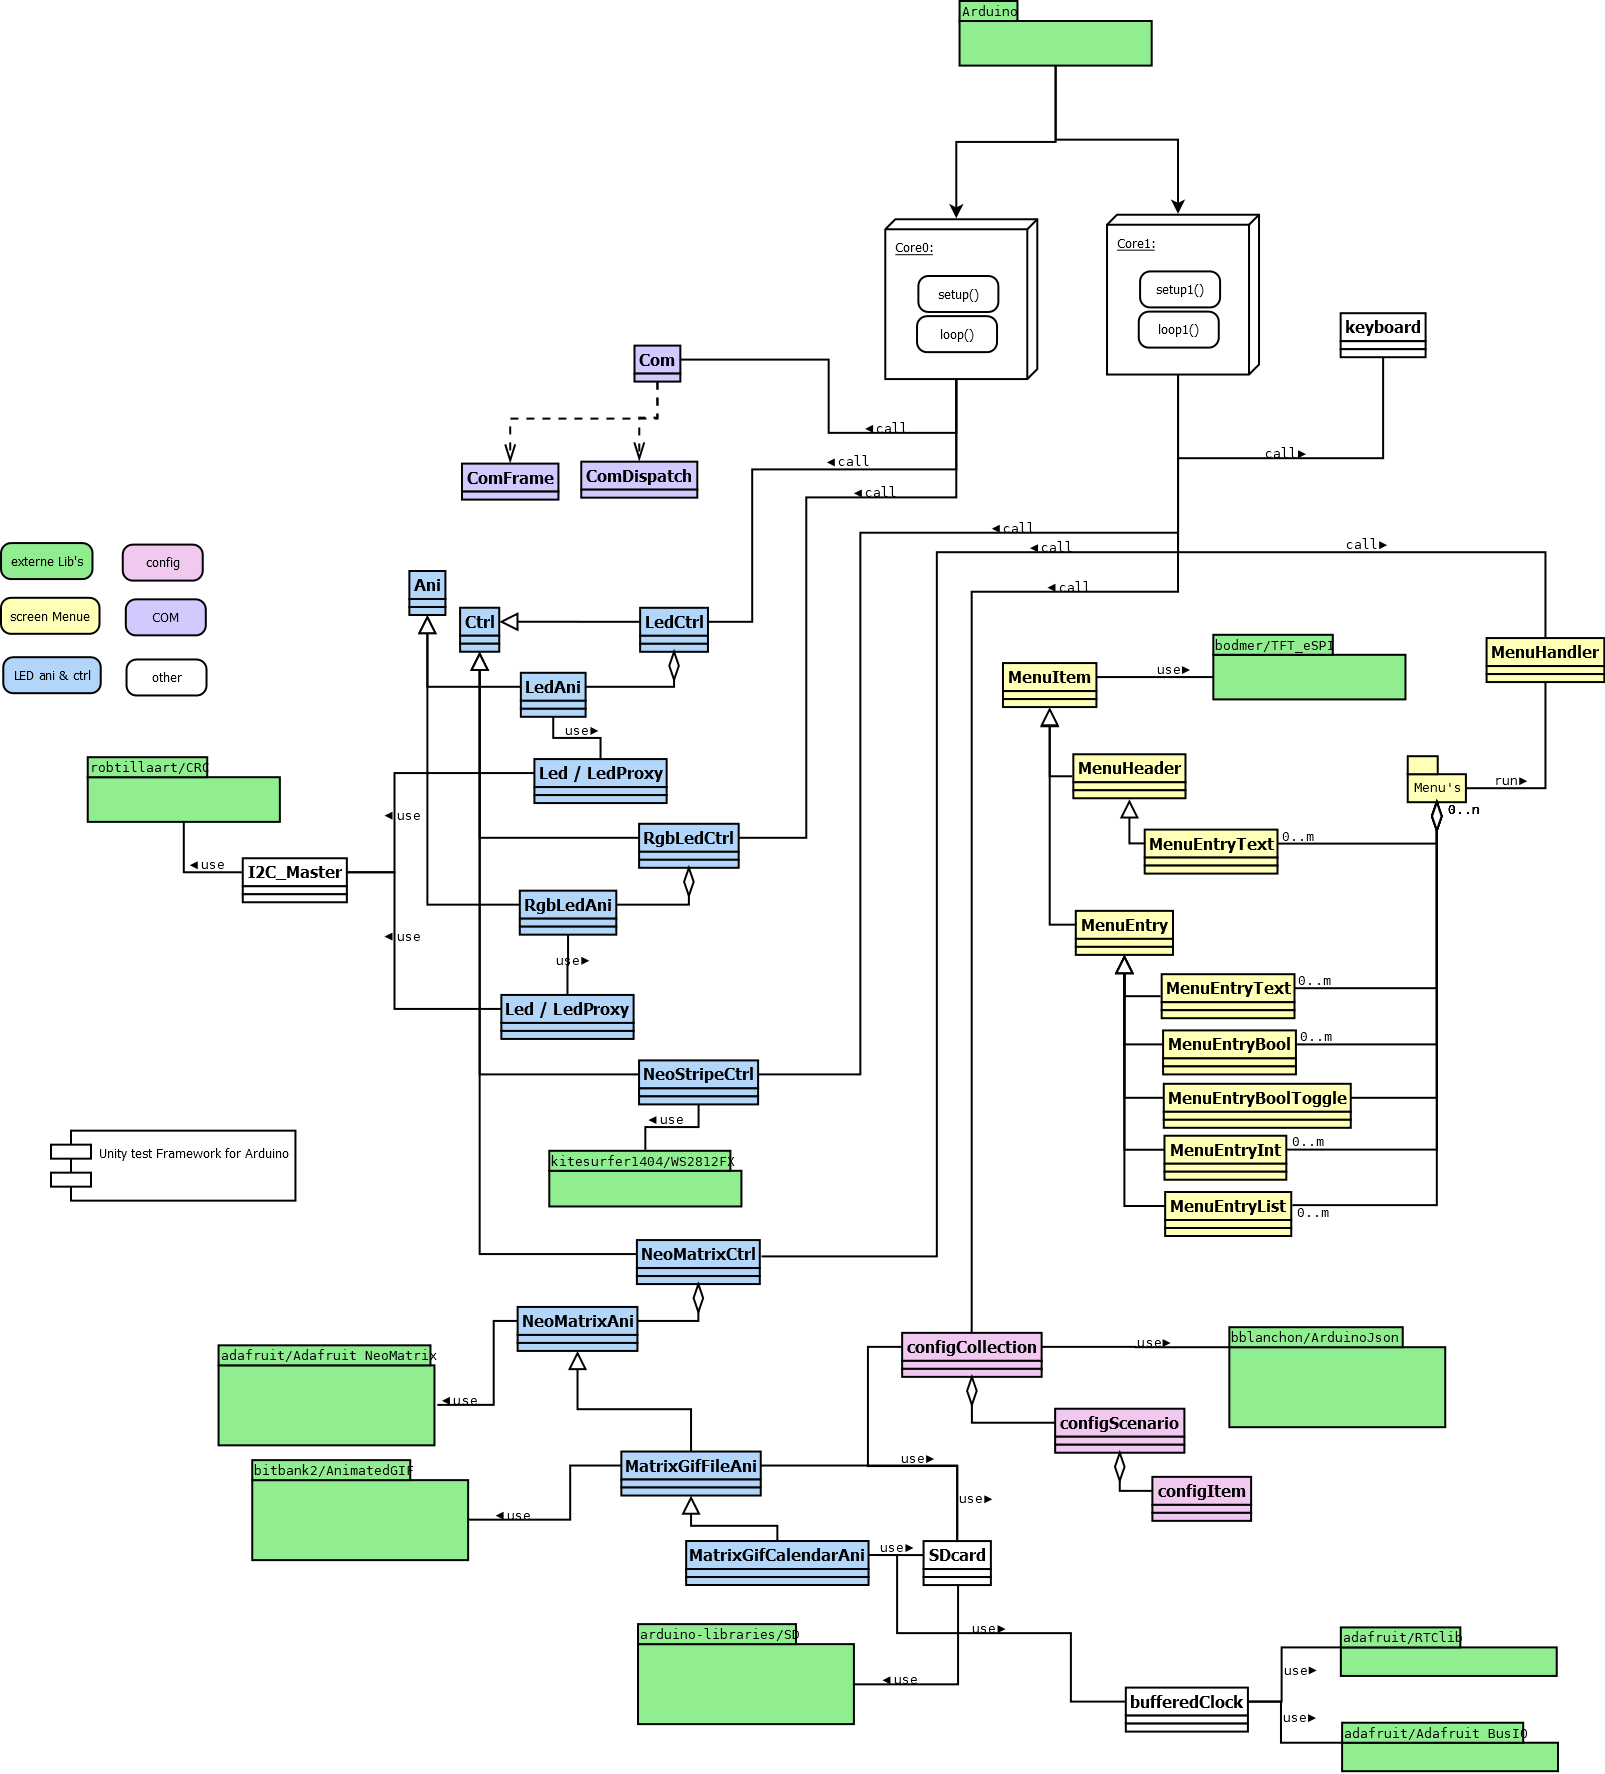 Arduino
Core0:
setup()
loop()
Core1:
setup1()
loop1()
keyboard
Com
◄call
call►
ComFrame
ComDispatch
◄call
◄call
◄call
◄call
call►
◄call
externe Lib's
config
screen Menue
COM
LED ani & ctrl
other
Ani
Ctrl
LedCtrl
LedAni
use►
Led / LedProxy
robtillaart/CRC
◄use
◄use
I2C_Master
RgbLedCtrl
RgbLedAni
◄use
use►
Led / LedProxy
MenuItem
use►
bodmer/TFT_eSPI
MenuHandler
MenuHeader
Menu's
run►
0..n
MenuEntryText
0..m
MenuEntry
MenuEntryText
0..m
MenuEntryBool
0..m
MenuEntryBoolToggle
MenuEntryInt
0..m
MenuEntryList
0..m
NeoStripeCtrl
◄use
kitesurfer1404/WS2812FX
Unity test Framework for Arduino
NeoMatrixCtrl
NeoMatrixAni
adafruit/Adafruit NeoMatrix
◄use
configCollection
use►
bblanchon/ArduinoJson
configScenario
configItem
MatrixGifFileAni
use►
bitbank2/AnimatedGIF
◄use
use►
MatrixGifCalendarAni
use►
SDcard
arduino-libraries/SD
use►
◄use
bufferedClock
adafruit/RTClib
use►
use►
adafruit/Adafruit BusIO